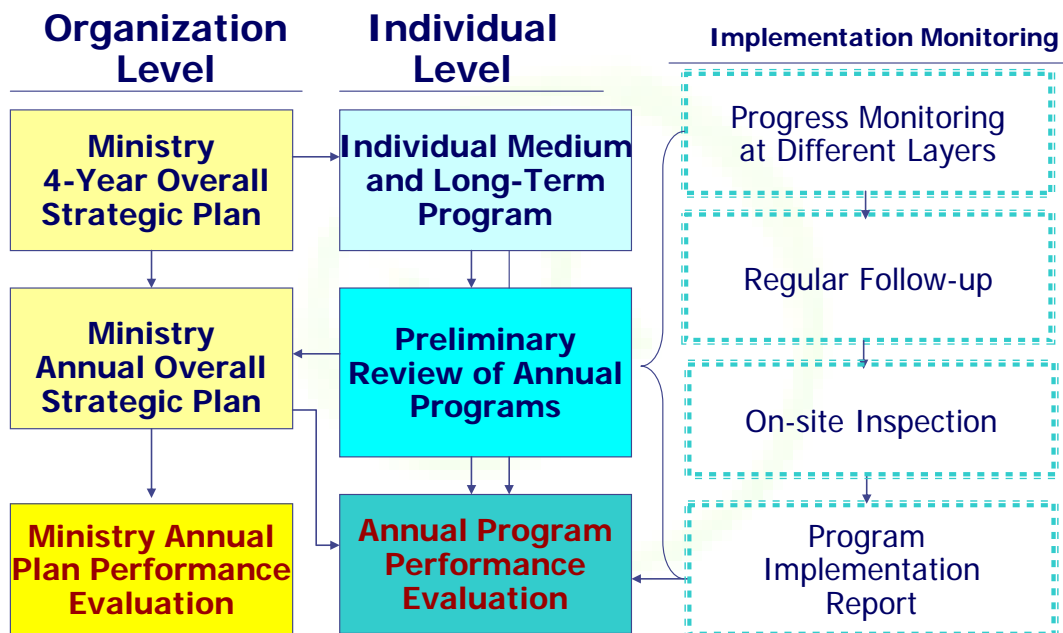 Organization
Level
Individual
Level
Implementation Monitoring
Ministry
4-Year Overall
Strategic Plan
Individual Medium
and Long-Term
Program
Progress Monitoring
at Different Layers
Ministry
Annual Overall
Strategic Plan
Preliminary
Review of Annual
Programs
Regular Follow-up
On-site Inspection
Ministry Annual
Plan Performance
Evaluation
Annual Program
Performance
Evaluation
Program
Implementation
Report